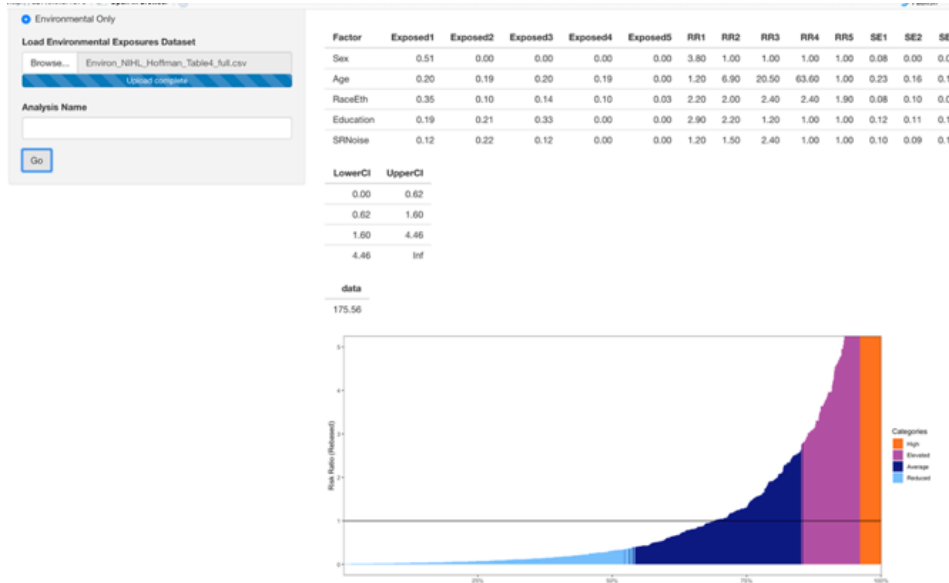 Environmental Only
Load Environmental Exposures Dataset
Browse... Environ_NIHL_Hoffman_Table4_full.csv
Upload complete
Analysis Name
Go
Factor Exposed1 Exposed2 Exposed3 Exposed4 Exposed5 RR1 RR2 RR3 RR4 RR5 SE1 SE2
Sex 0.51 0.00 0.00 0.00 0.00 3.80 1.00 1.00 1.00 1.00 0.08 0.00
Age 0.20 0.19 0.20 0.19 0.00 1.20 6.90 20.50 63.60 1.00 0.23 0.16
RaceEth 0.35 0.10 0.14 0.10 0.03 2.20 2.00 2.40 2.40 1.90 0.08 0.10
Education 0.19 0.21 0.33 0.00 0.00 2.90 2.20 1.20 1.00 1.00 0.12 0.11
SRNoise 0.12 0.22 0.12 0.00 0.00 1.20 1.50 2.40 1.00 1.00 0.10 0.09
LowerCI UpperCI
0.00 0.62
0.62 1.60
1.60 4.46
4.46 Inf
data
175.56
Risk Ratio (Rebased)
5
4
3
2
1
25% 50% 75% 100%
Categories
High
Elevated
Average
Reduced